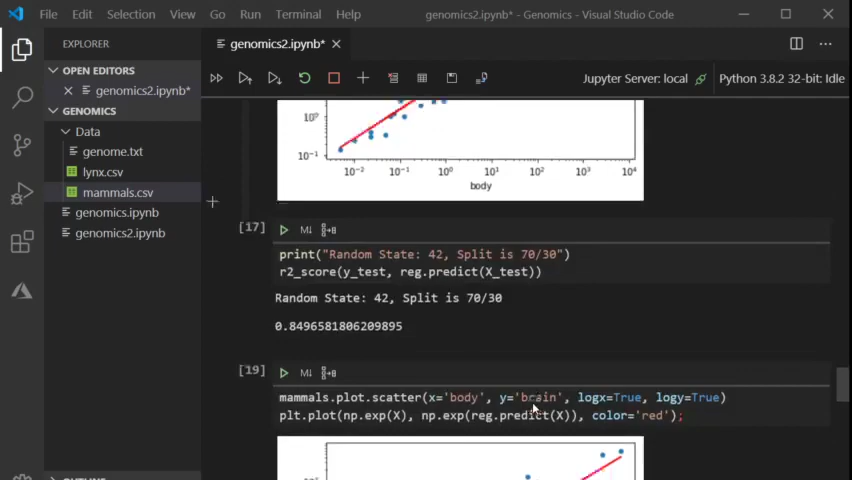 File Edit Selection View Go Run Terminal Help genomics2.ipynb* - Genomics - Visual Studio Code
EXPLORER
genomics2.ipynb*
OPEN EDITORS
genomics2.ipynb*
Jupyter Server: local
Python 3.8.2 32-bit: Idle
GENOMICS
Data
genome.txt
lynx.csv
mammals.csv
genomics.ipynb
genomics2.ipynb
10⁰
10⁻¹
10⁻² 10⁻¹ 10⁰ 10¹ 10² 10³ 10⁴
body
[17]
M↓
print("Random State: 42, Split is 70/30")
r2_score(y_test, reg.predict(X_test))
Random State: 42, Split is 70/30
0.8496581806209895
[19]
M↓
mammals.plot.scatter(x='body', y='brain', logx=True, logy=True)
plt.plot(np.exp(X), np.exp(reg.predict(X)), color='red');